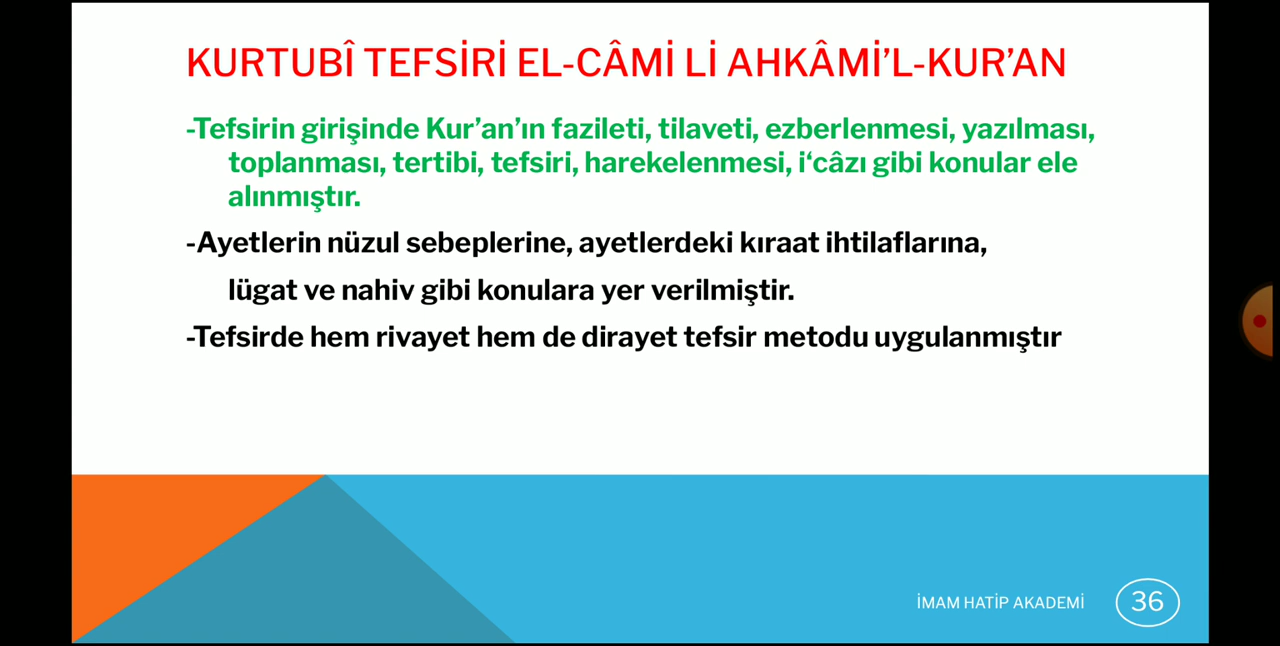 KURTUBÎ TEFSİRİ EL-CÂMİ Lİ AHKÂMİ’L-KUR’AN
-Tefsirin girişinde Kur’an’ın fazileti, tilaveti, ezberlenmesi, yazılması,
toplanması, tertibi, tefsiri, harekelenmesi, i‘câzı gibi konular ele
alınmıştır.
-Ayetlerin nüzul sebeplerine, ayetlerdeki kıraat ihtilaflarına,
lügat ve nahiv gibi konulara yer verilmiştir.
-Tefsirde hem rivayet hem de dirayet tefsir metodu uygulanmıştır
İMAM HATİP AKADEMİ
36